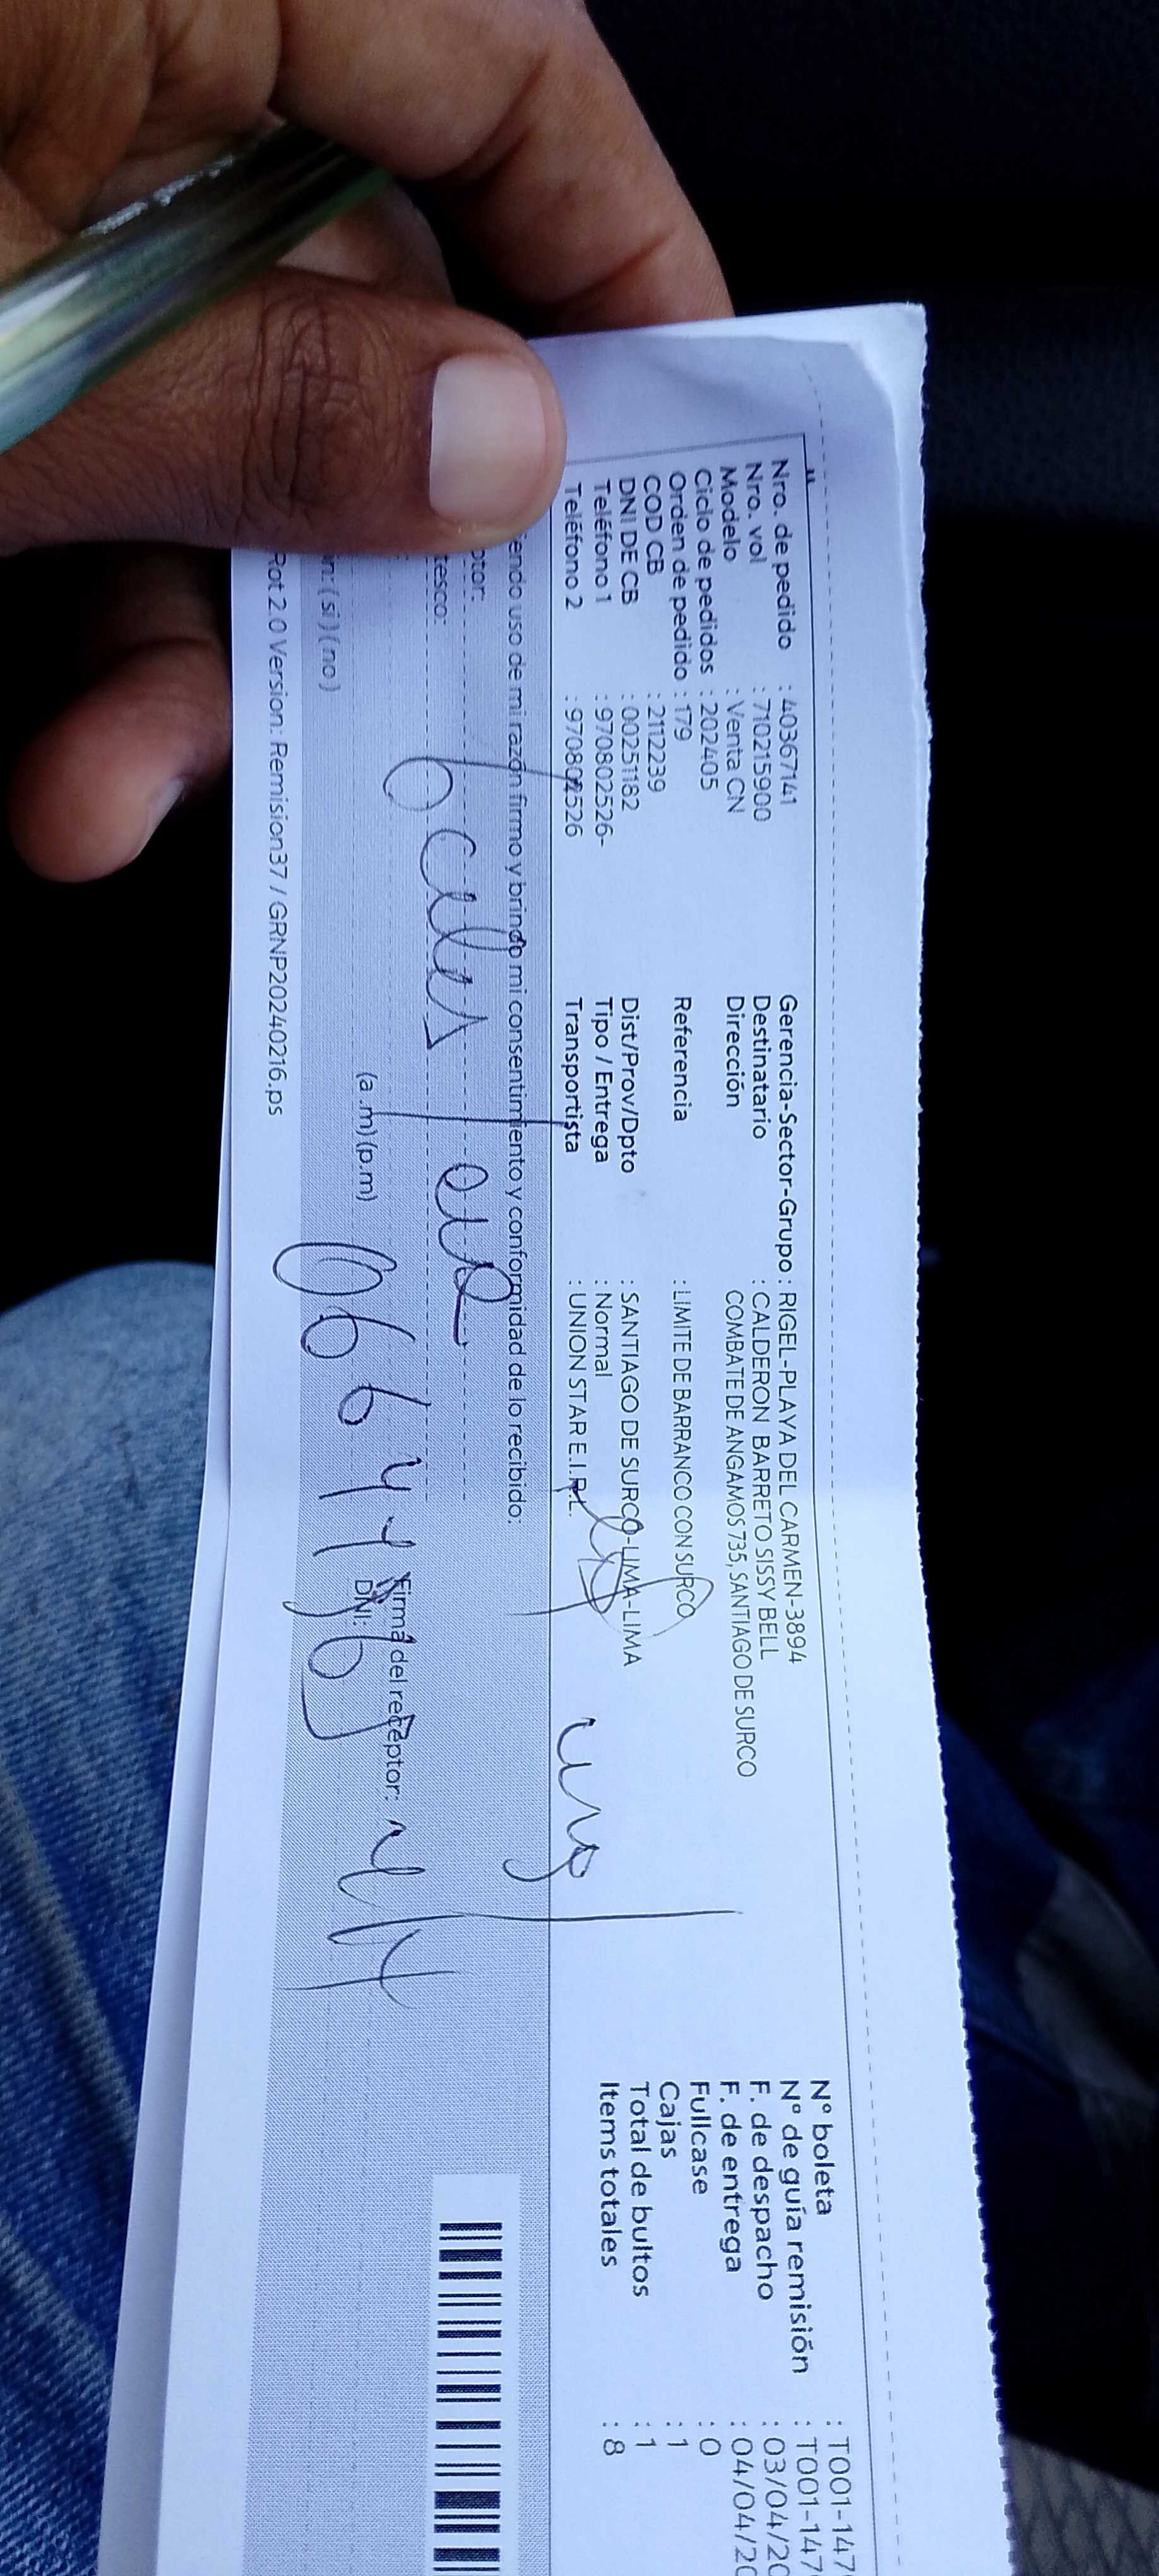 Nro. de pedido : 40367141
Nro. vol : 710215900
Modelo : Venta CN
Ciclo de pedidos : 202405
Orden de pedido : 179
COD CB : 2112239
DNI DE CB : 00251182
Teléfono 1 : 970802526-
Teléfono 2 : 970802526
Gerencia-Sector-Grupo : RIGEL-PLAYA DEL CARMEN-3894
Destinatario : CALDERON BARRETO SISSY BELL
Dirección COMBATE DE ANGAMOS 735, SANTIAGO DE SURCO
Referencia : LIMITE DE BARRANCO CON SURCO
Dist/Prov/Dpto : SANTIAGO DE SURCO-LIMA-LIMA
Tipo / Entrega : Normal
Transportista : UNION STAR E.I.R.L.
N° boleta : T001-147
N° de guía remisión : T001-147
F. de despacho : 03/04/20
F. de entrega : 04/04/20
Fullcase : 0
Cajas : 1
Total de bultos : 1
Items totales : 8
endo uso de mi razón firmo y brindo mi consentimiento y conformidad de lo recibido:
ptor:
tesco:
(a.m) (p.m)
Firma del receptor:
DNI:
n: ( si ) ( no )
Rot 2.0 Version: Remision37 / GRNP20240216.ps